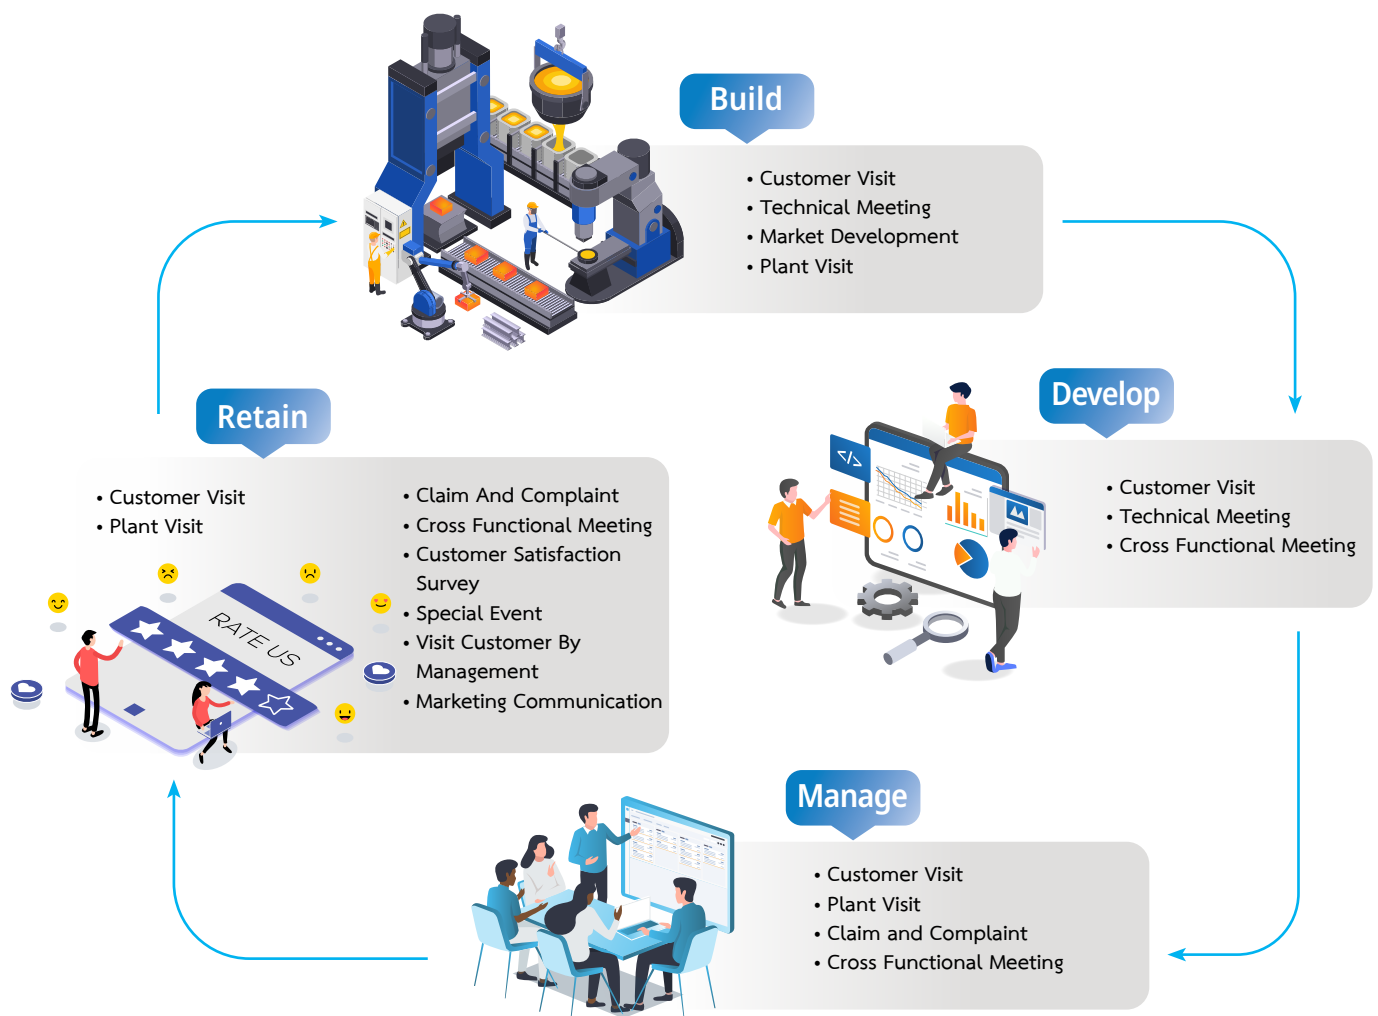 Build
• Customer Visit
• Technical Meeting
• Market Development
• Plant Visit
Develop
• Customer Visit
• Technical Meeting
• Cross Functional Meeting
</>
Manage
• Customer Visit
• Plant Visit
• Claim and Complaint
• Cross Functional Meeting
Retain
• Customer Visit
• Plant Visit
• Claim And Complaint
• Cross Functional Meeting
• Customer Satisfaction
Survey
• Special Event
• Visit Customer By
Management
• Marketing Communication
RATE US